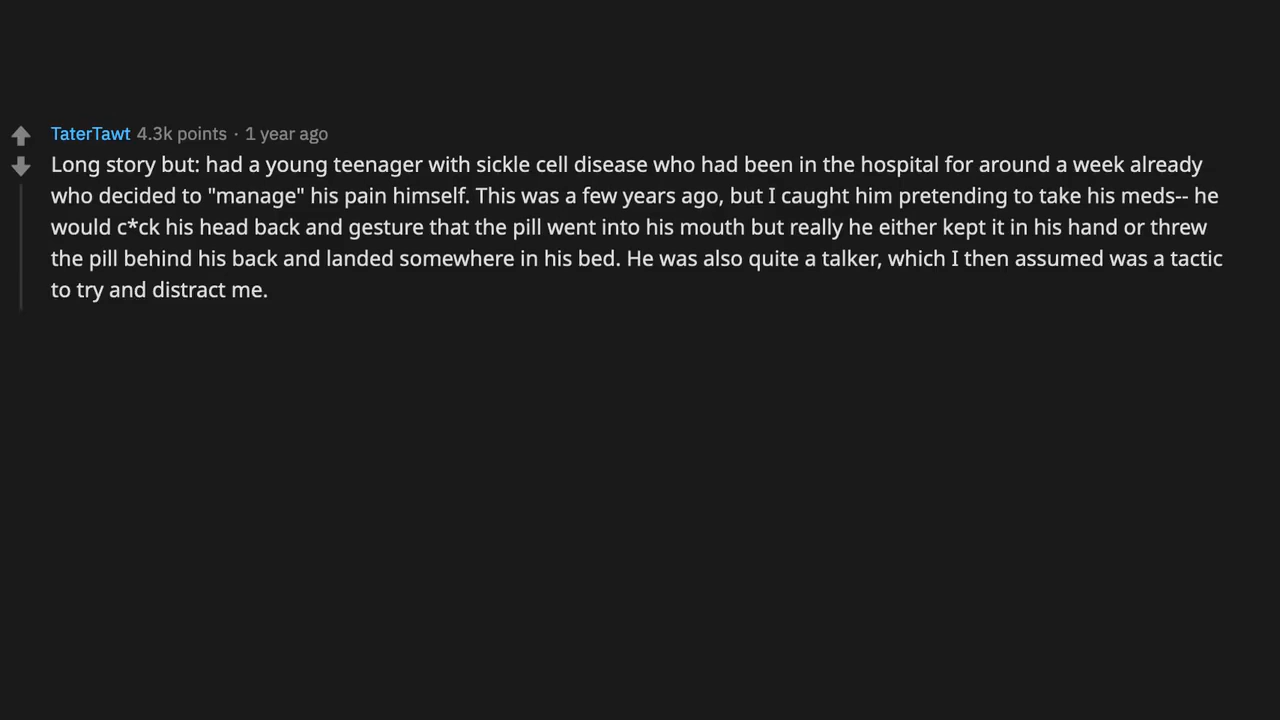 TaterTawt 4.3k points · 1 year ago
Long story but: had a young teenager with sickle cell disease who had been in the hospital for around a week already
who decided to "manage" his pain himself. This was a few years ago, but I caught him pretending to take his meds-- he
would c*ck his head back and gesture that the pill went into his mouth but really he either kept it in his hand or threw
the pill behind his back and landed somewhere in his bed. He was also quite a talker, which I then assumed was a tactic
to try and distract me.